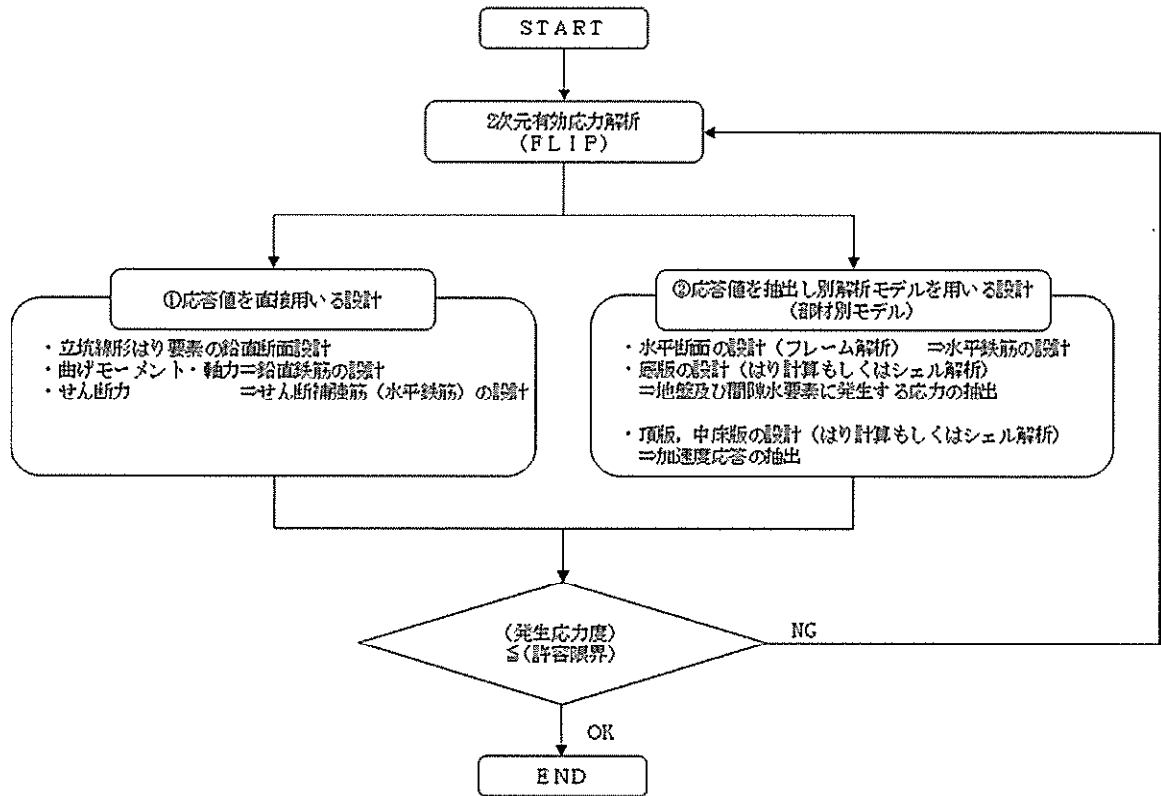 START
2次元有効応力解析
(FLIP)
①応答値を直接用いる設計
・立坑線形はり要素の鉛直断面設計
・曲げモーメント・軸力⇒鉛直鉄筋の設計
・せん断力 ⇒せん断補強筋(水平鉄筋)の設計
②応答値を抽出し別解析モデルを用いる設計
(部材別モデル)
・水平断面の設計(フレーム解析) ⇒水平鉄筋の設計
・底版の設計(はり計算もしくはシェル解析)
⇒地盤及び間隙水要素に発生する応力の抽出
・頂版,中床版の設計(はり計算もしくはシェル解析)
⇒加速度応答の抽出
(発生応力度)
≦(許容限界)
NG
OK
END